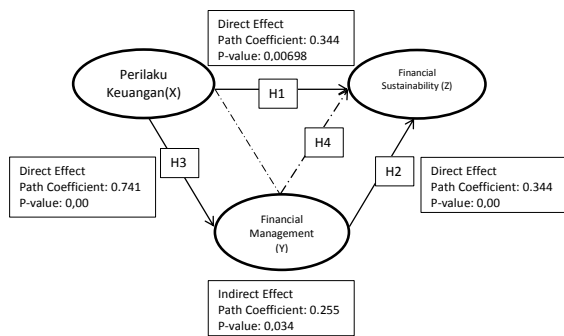 Direct Effect
Path Coefficient: 0.344
P-value: 0,00698
Perilaku
Keuangan(X)
Financial
Sustainability (Z)
H1
H4
H3
H2
Direct Effect
Path Coefficient: 0.741
P-value: 0,00
Direct Effect
Path Coefficient: 0.344
P-value: 0,00
Financial
Management
(Y)
Indirect Effect
Path Coefficient: 0.255
P-value: 0,034